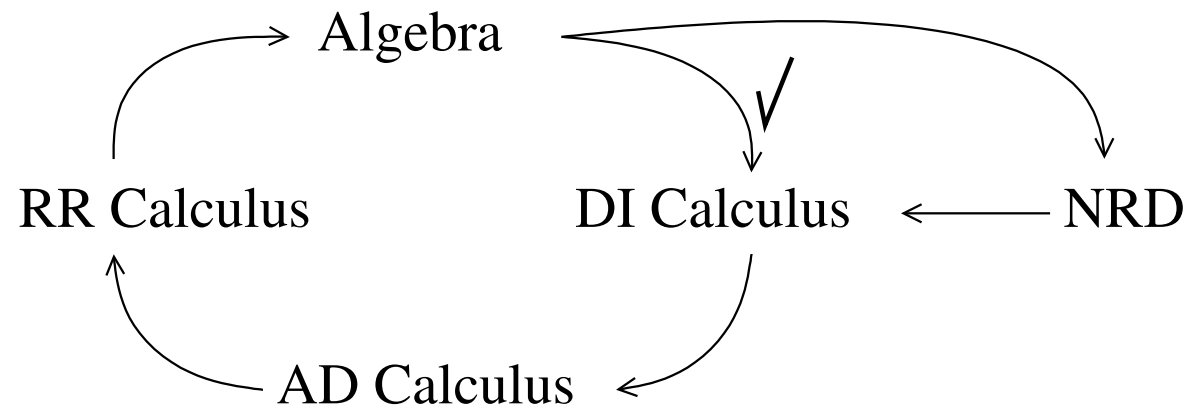 Algebra
√
RR Calculus
DI Calculus
NRD
AD Calculus